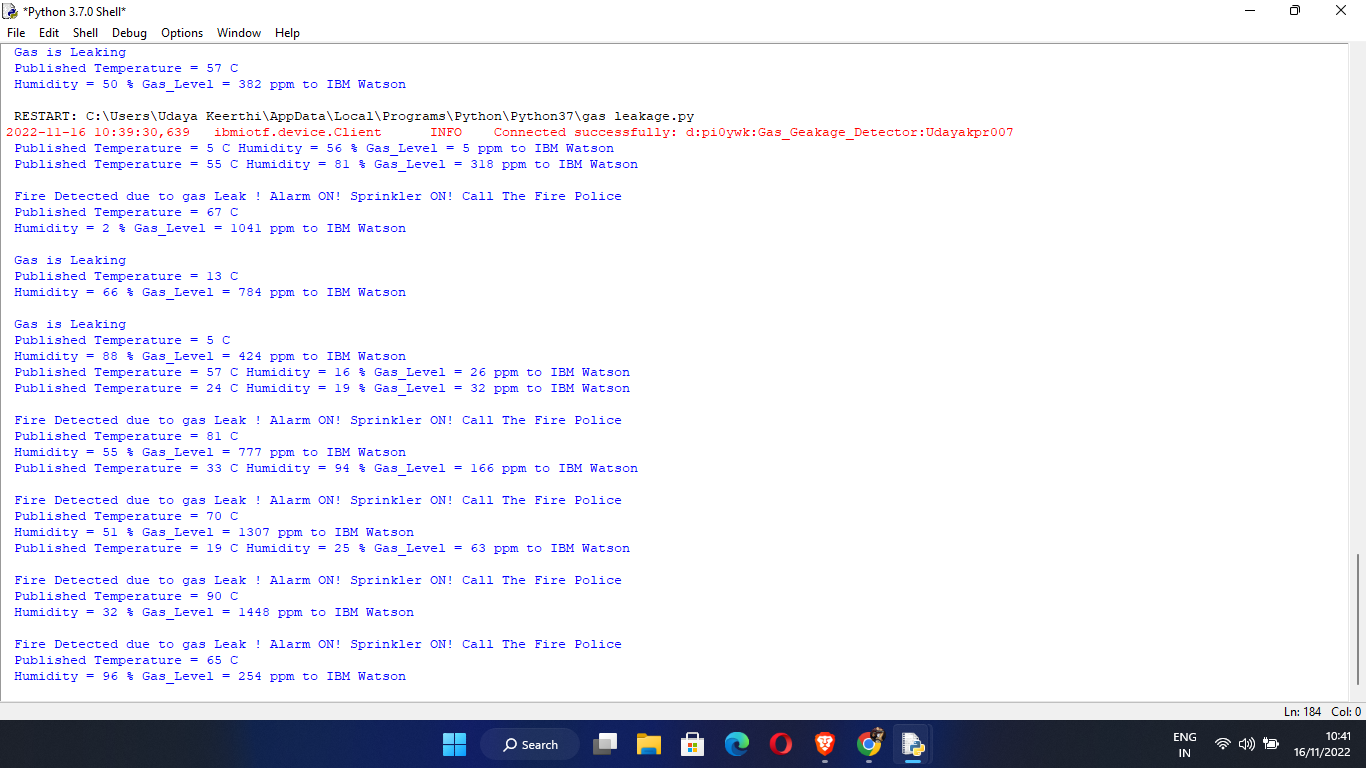 *Python 3.7.0 Shell*
File Edit Shell Debug Options Window Help
Gas is Leaking
Published Temperature = 57 C
Humidity = 50 % Gas_Level = 382 ppm to IBM Watson
RESTART: C:\Users\Udaya Keerthi\AppData\Local\Programs\Python\Python37\gas leakage.py
2022-11-16 10:39:30,639   ibmiotf.device.Client      INFO    Connected successfully: d:pi0ywk:Gas_Geakage_Detector:Udayakpr007
Published Temperature = 5 C Humidity = 56 % Gas_Level = 5 ppm to IBM Watson
Published Temperature = 55 C Humidity = 81 % Gas_Level = 318 ppm to IBM Watson
Fire Detected due to gas Leak ! Alarm ON! Sprinkler ON! Call The Fire Police
Published Temperature = 67 C
Humidity = 2 % Gas_Level = 1041 ppm to IBM Watson
Gas is Leaking
Published Temperature = 13 C
Humidity = 66 % Gas_Level = 784 ppm to IBM Watson
Gas is Leaking
Published Temperature = 5 C
Humidity = 88 % Gas_Level = 424 ppm to IBM Watson
Published Temperature = 57 C Humidity = 16 % Gas_Level = 26 ppm to IBM Watson
Published Temperature = 24 C Humidity = 19 % Gas_Level = 32 ppm to IBM Watson
Fire Detected due to gas Leak ! Alarm ON! Sprinkler ON! Call The Fire Police
Published Temperature = 81 C
Humidity = 55 % Gas_Level = 777 ppm to IBM Watson
Published Temperature = 33 C Humidity = 94 % Gas_Level = 166 ppm to IBM Watson
Fire Detected due to gas Leak ! Alarm ON! Sprinkler ON! Call The Fire Police
Published Temperature = 70 C
Humidity = 51 % Gas_Level = 1307 ppm to IBM Watson
Published Temperature = 19 C Humidity = 25 % Gas_Level = 63 ppm to IBM Watson
Fire Detected due to gas Leak ! Alarm ON! Sprinkler ON! Call The Fire Police
Published Temperature = 90 C
Humidity = 32 % Gas_Level = 1448 ppm to IBM Watson
Fire Detected due to gas Leak ! Alarm ON! Sprinkler ON! Call The Fire Police
Published Temperature = 65 C
Humidity = 96 % Gas_Level = 254 ppm to IBM Watson
Ln: 184 Col: 0
Search
ENG
IN
10:41
16/11/2022